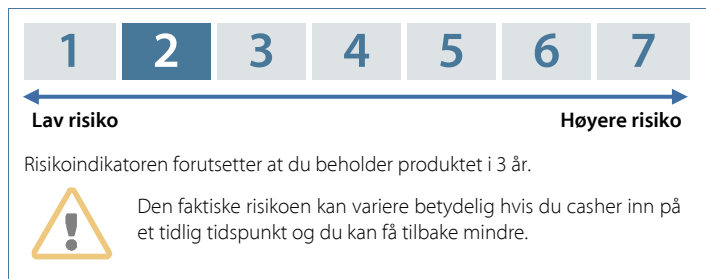 1 2 3 4 5 6 7
Lav risiko Høyere risiko
Risikoindikatoren forutsetter at du beholder produktet i 3 år.
Den faktiske risikoen kan variere betydelig hvis du casher inn på
et tidlig tidspunkt og du kan få tilbake mindre.